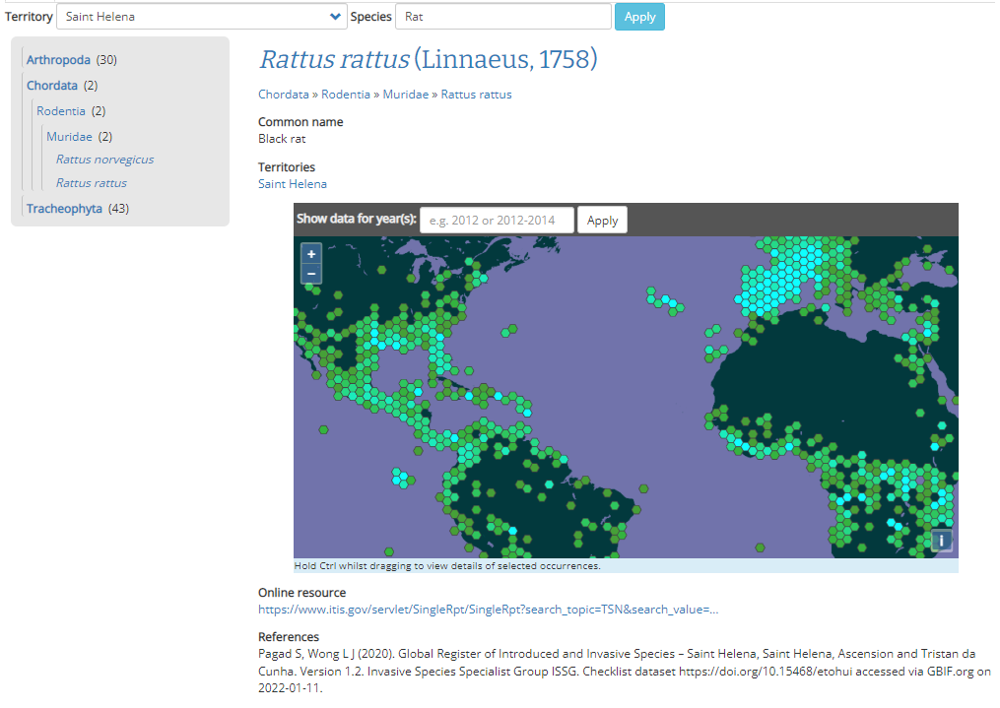 Territory Saint Helena Species Rat Apply
Arthropoda (30)
Chordata (2)
Rodentia (2)
Muridae (2)
Rattus norvegicus
Rattus rattus
Tracheophyta (43)
Rattus rattus (Linnaeus, 1758)
Chordata » Rodentia » Muridae » Rattus rattus
Common name
Black rat
Territories
Saint Helena
Show data for year(s): e.g. 2012 or 2012-2014 Apply
+
−
i
Hold Ctrl whilst dragging to view details of selected occurrences.
Online resource
https://www.itis.gov/servlet/SingleRpt/SingleRpt?search_topic=TSN&search_value=...
References
Pagad S, Wong L J (2020). Global Register of Introduced and Invasive Species – Saint Helena, Saint Helena, Ascension and Tristan da
Cunha. Version 1.2. Invasive Species Specialist Group ISSG. Checklist dataset https://doi.org/10.15468/etohui accessed via GBIF.org on
2022-01-11.